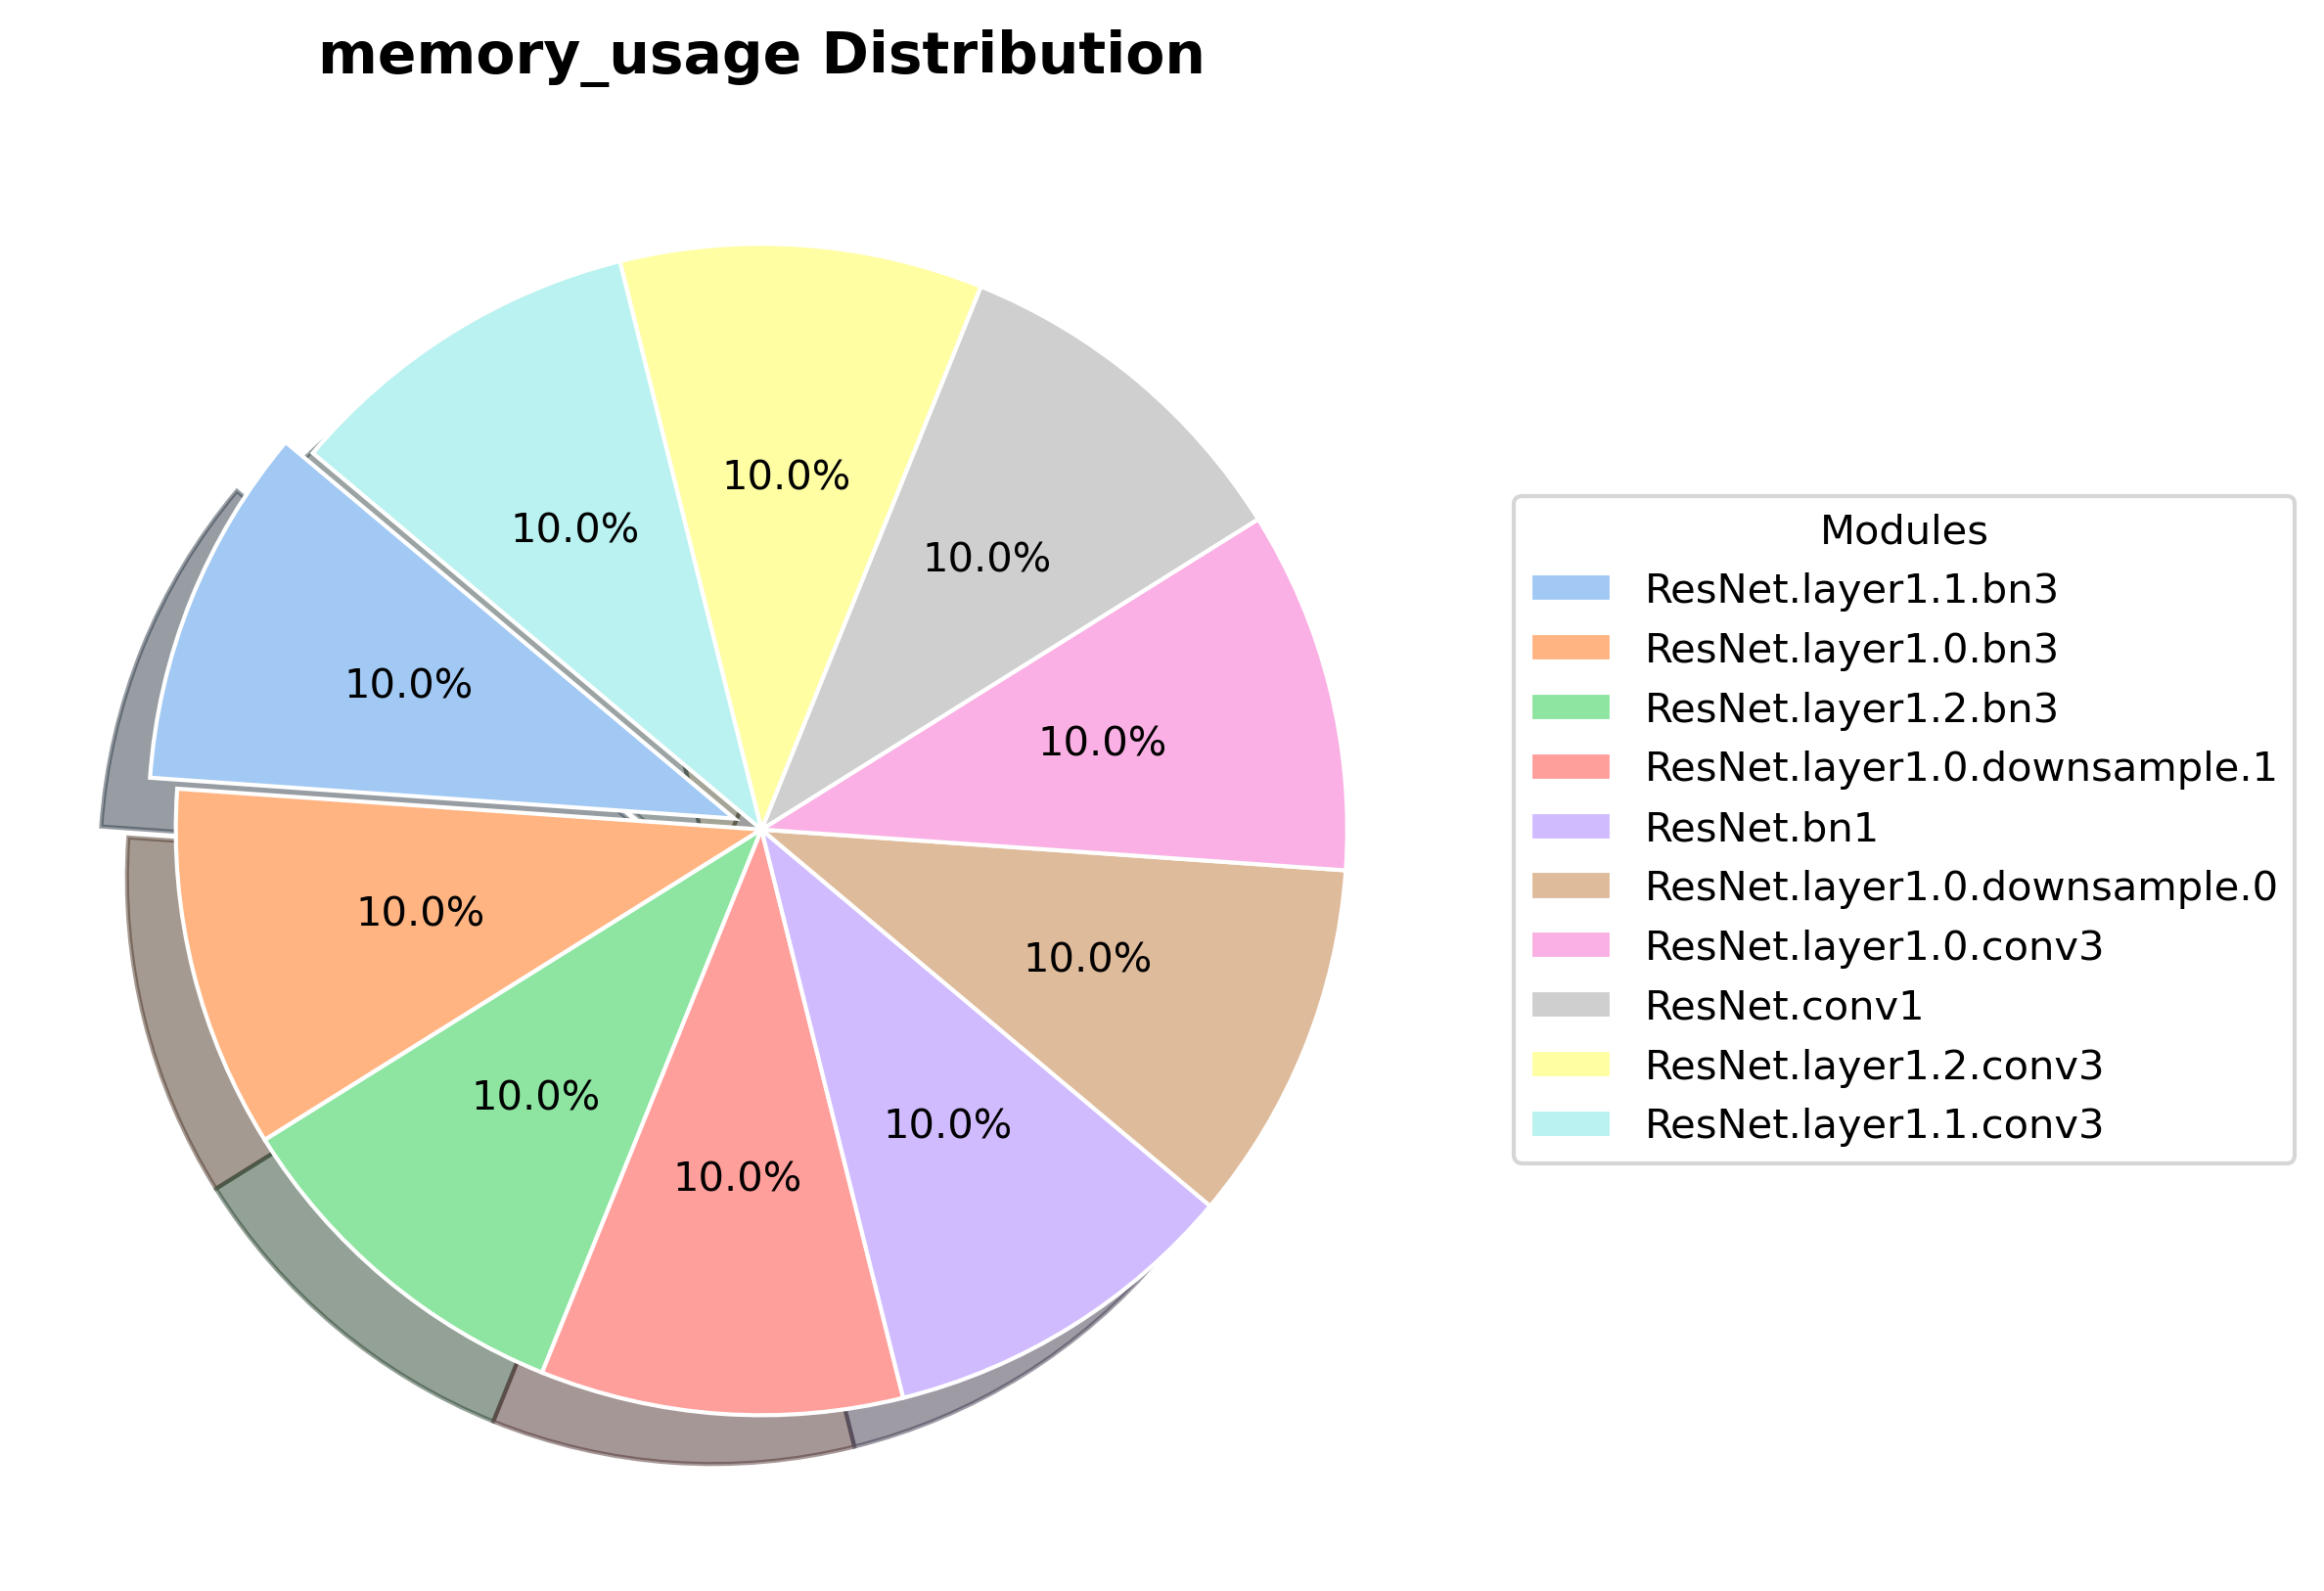 memory_usage Distribution
10.0%
10.0%
10.0%
10.0%
10.0%
10.0%
10.0%
10.0%
10.0%
10.0%
Modules
ResNet.layer1.1.bn3
ResNet.layer1.0.bn3
ResNet.layer1.2.bn3
ResNet.layer1.0.downsample.1
ResNet.bn1
ResNet.layer1.0.downsample.0
ResNet.layer1.0.conv3
ResNet.conv1
ResNet.layer1.2.conv3
ResNet.layer1.1.conv3